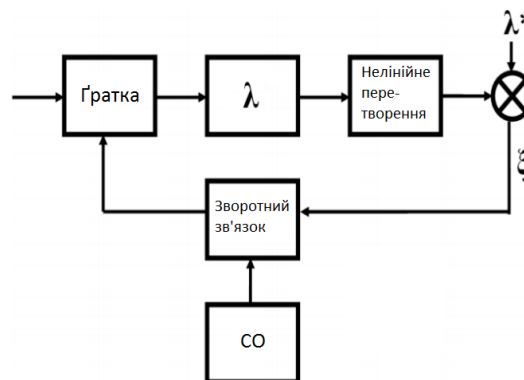 λ*
Ґратка
λ
Нелінійне
пере-
творення
ξ
Зворотний
зв'язок
СО